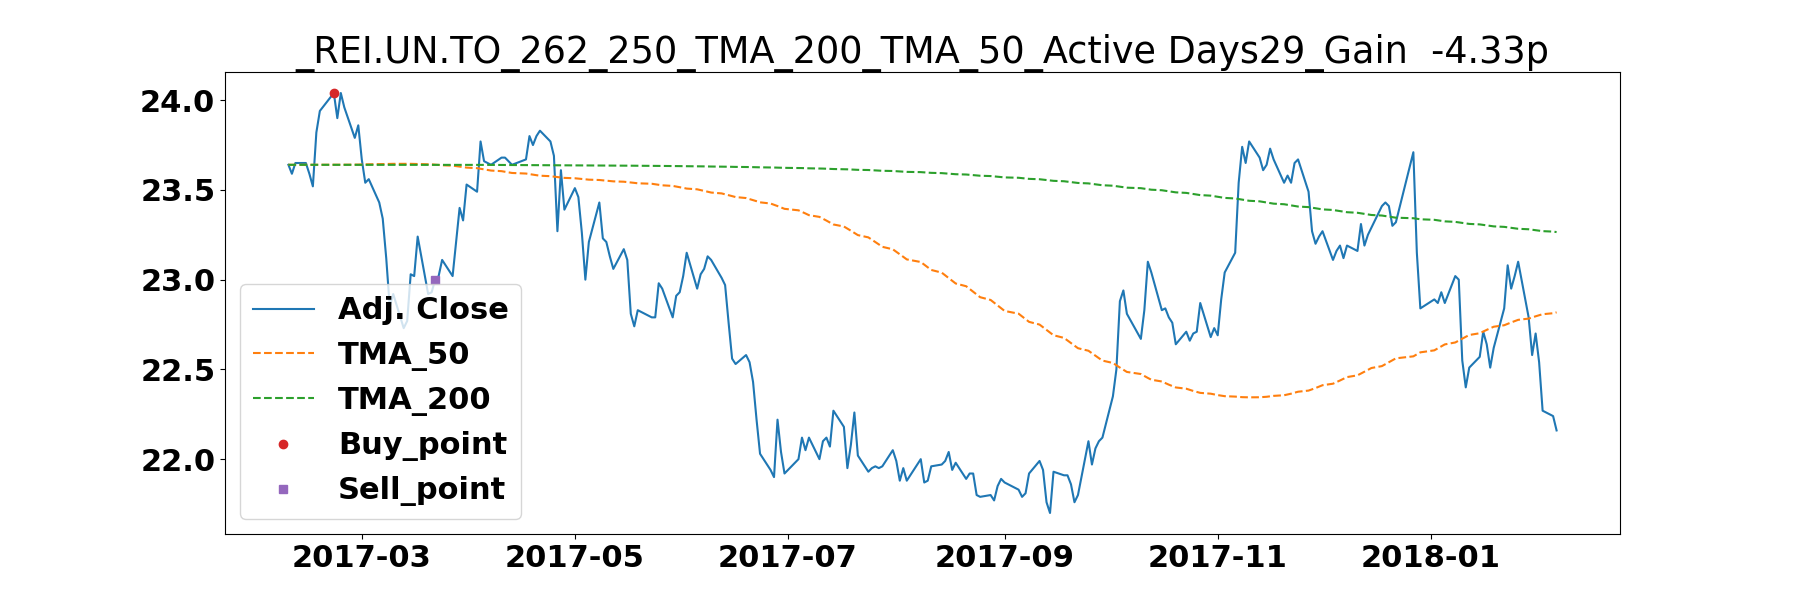 _REI.UN.TO_262_250_TMA_200_TMA_50_Active Days29_Gain  -4.33p
24.0
23.5
23.0
22.5
22.0
Adj. Close
TMA_50
TMA_200
Buy_point
Sell_point
2017-03 2017-05 2017-07 2017-09 2017-11 2018-01